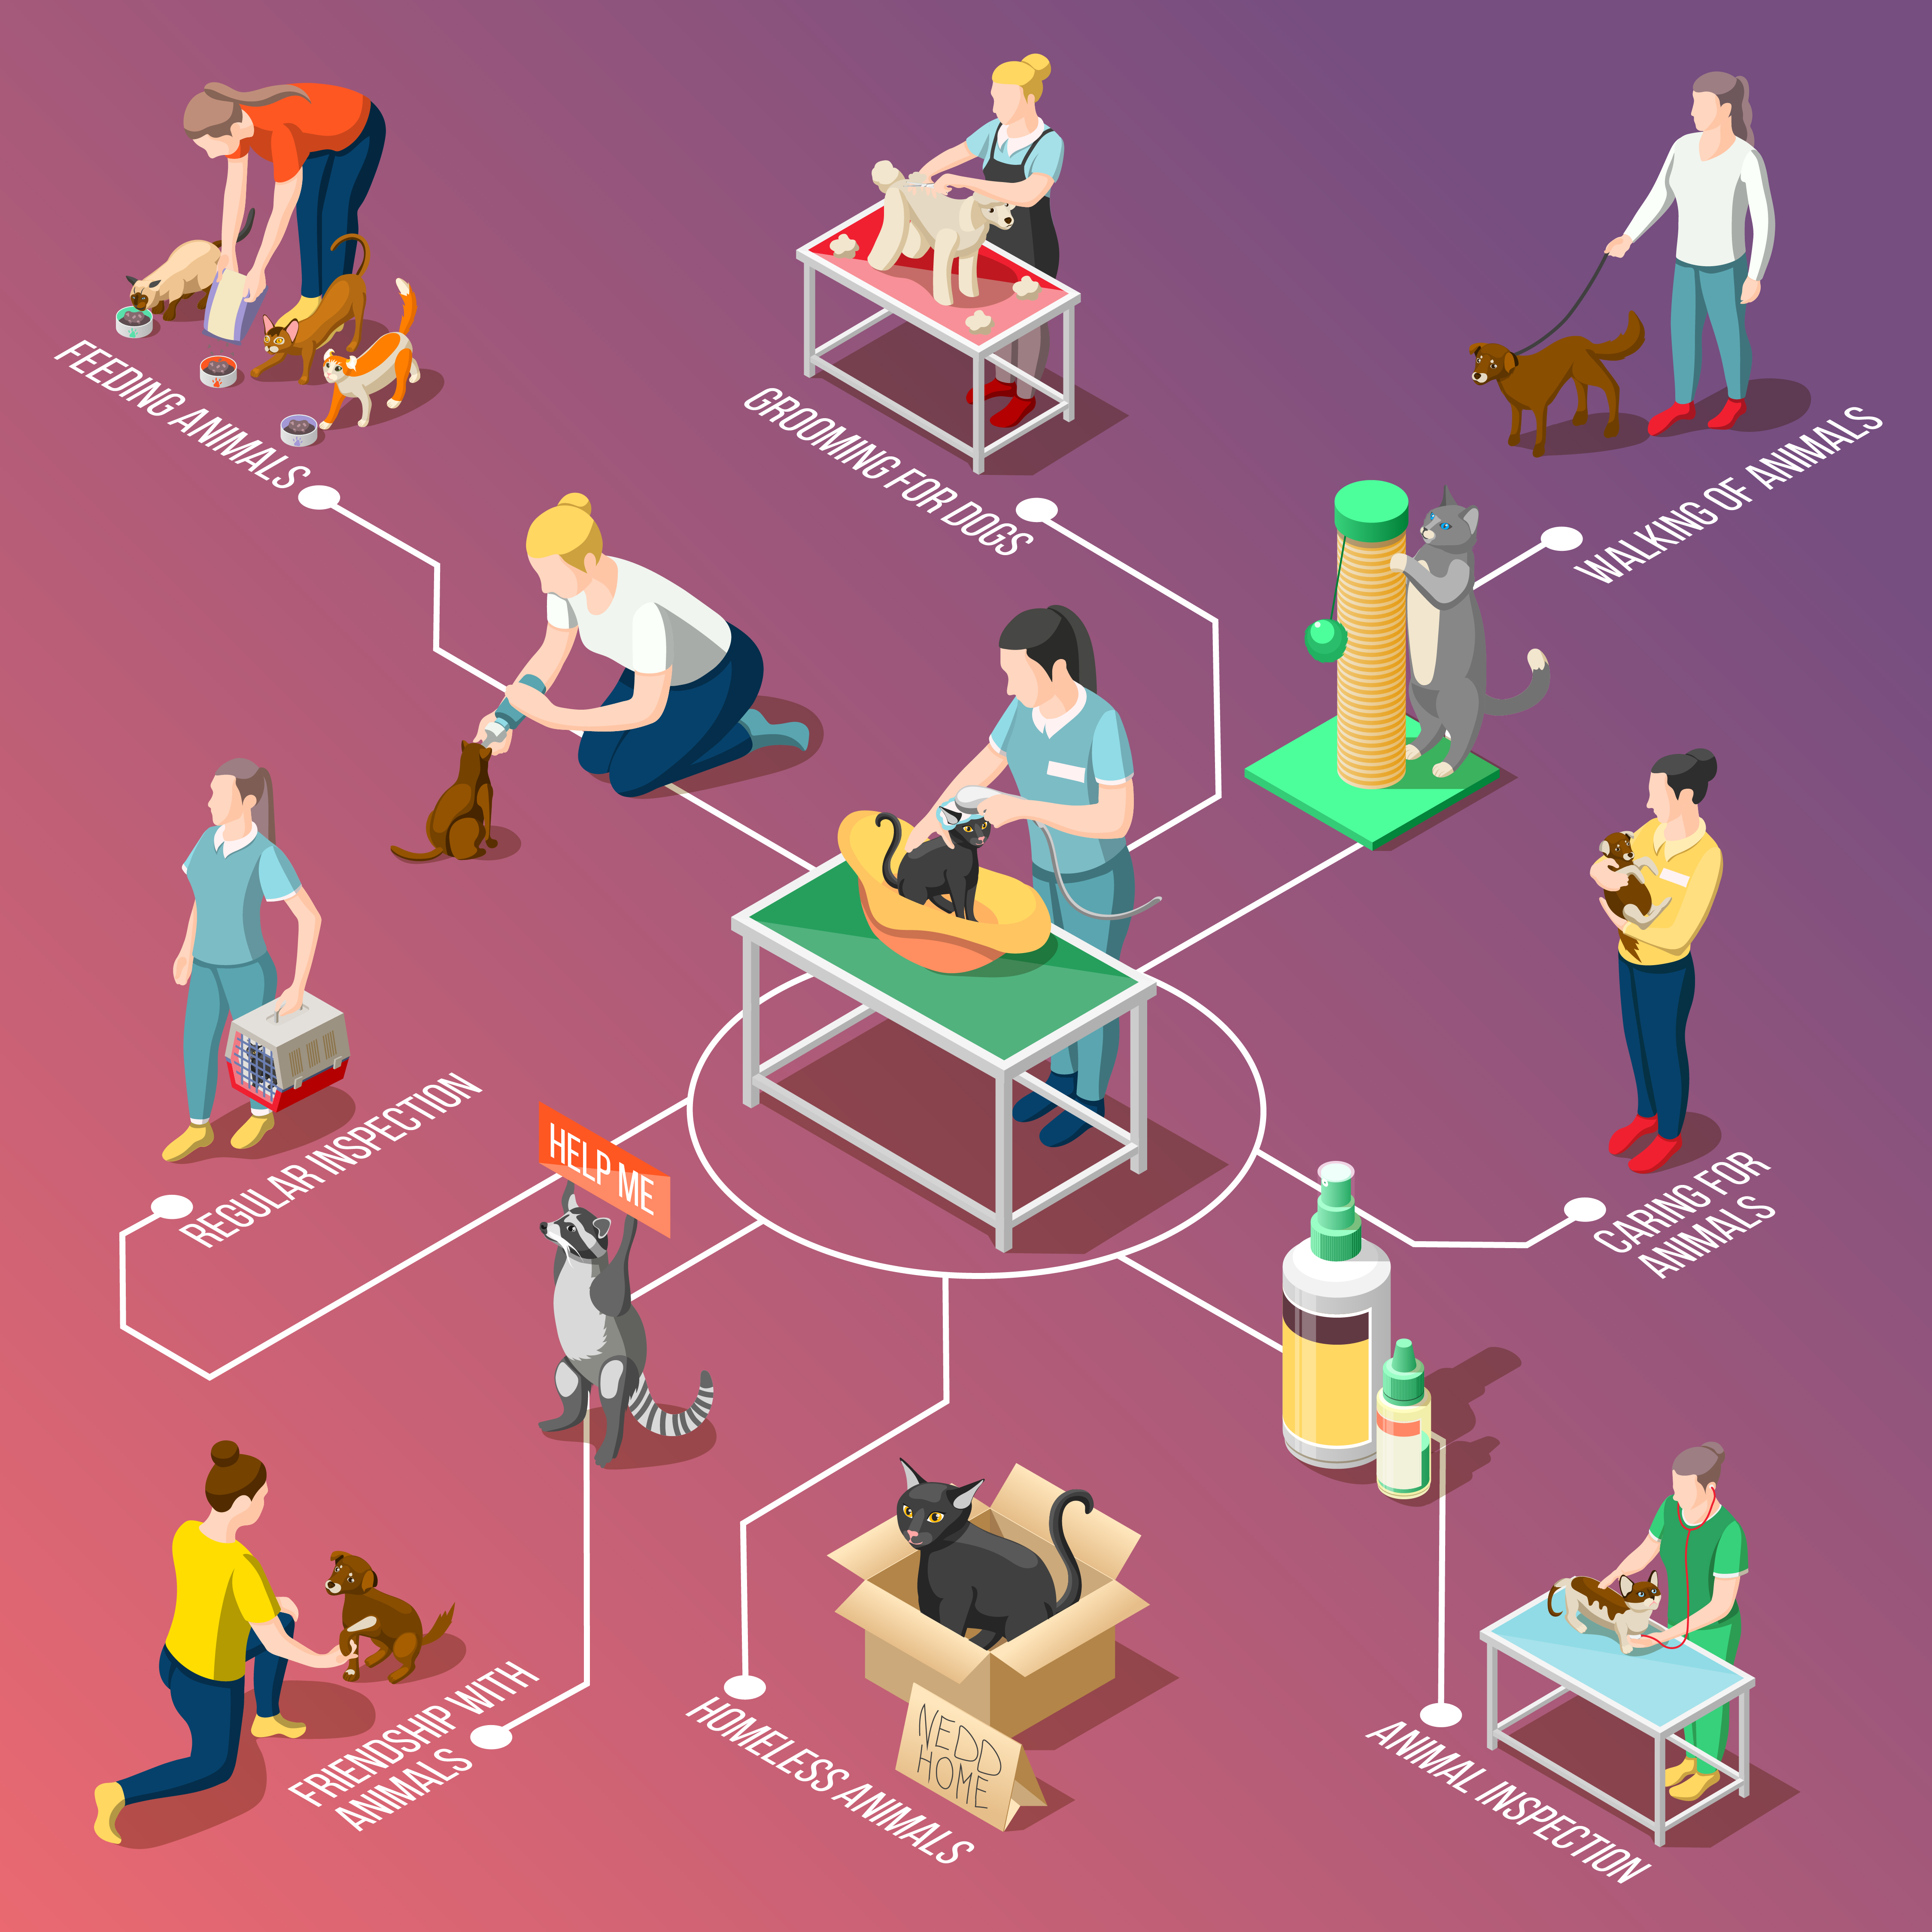 FEEDING ANIMALS
GROOMING FOR DOGS
WALKING OF ANIMALS
REGULAR INSPECTION
HELP ME
CARING FOR
ANIMALS
FRIENDSHIP WITH
ANIMALS
HOMELESS ANIMALS
NEDD
HOME
ANIMAL INSPECTION